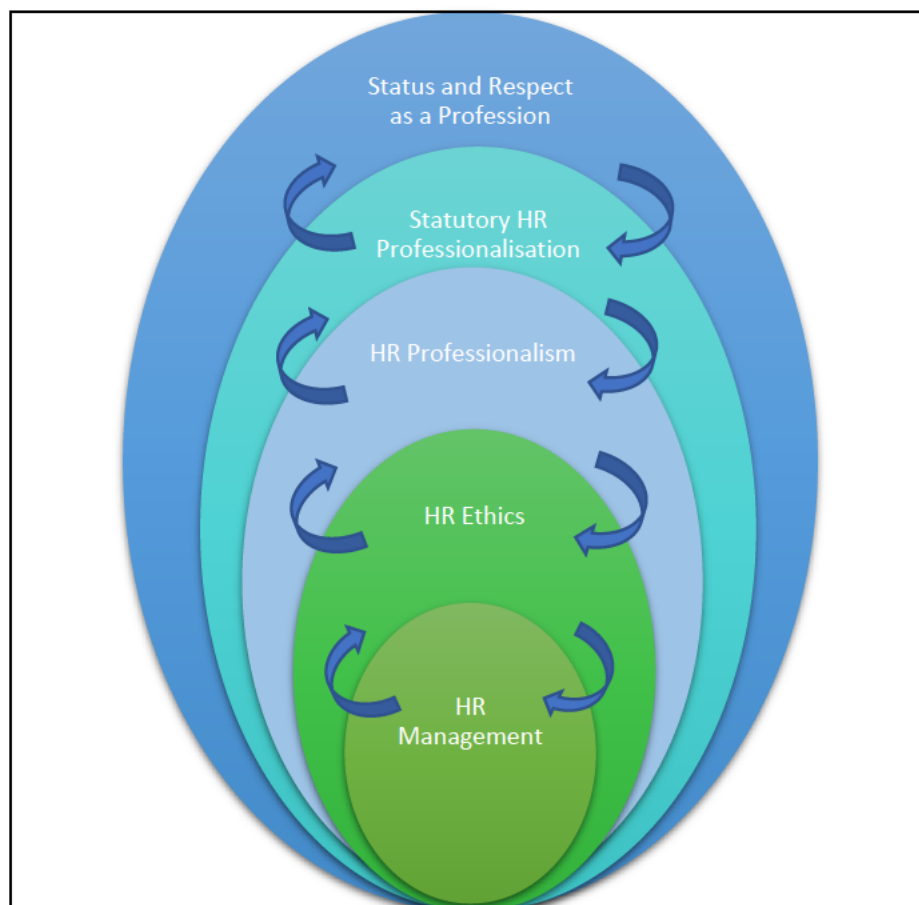 Status and Respect
as a Profession
Statutory HR
Professionalisation
HR Professionalism
HR Ethics
HR
Management